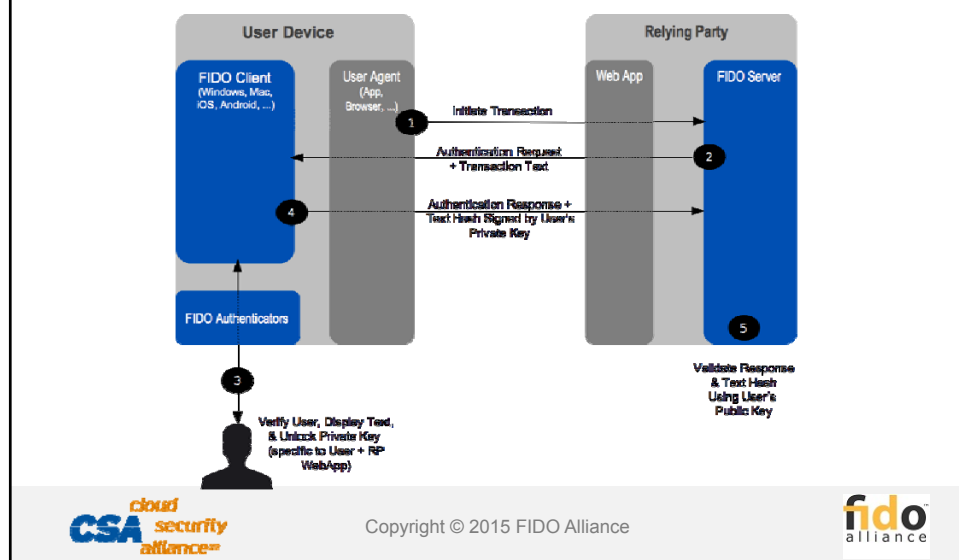 User Device
Relying Party
FIDO Client
(Windows, Mac,
iOS, Android, ...)
User Agent
(App,
Browser, ...)
Web App
FIDO Server
1
Initiate Transaction
2
Authentication Request
+ Transaction Text
4
Authentication Response +
Text Hash Signed by User's
Private Key
FIDO Authenticators
5
Validate Response
& Text Hash
Using User's
Public Key
3
Verify User, Display Text,
& Unlock Private Key
(specific to User + RP
WebApp)
CSA cloud
security
alliance℠
Copyright © 2015 FIDO Alliance
fido™
alliance